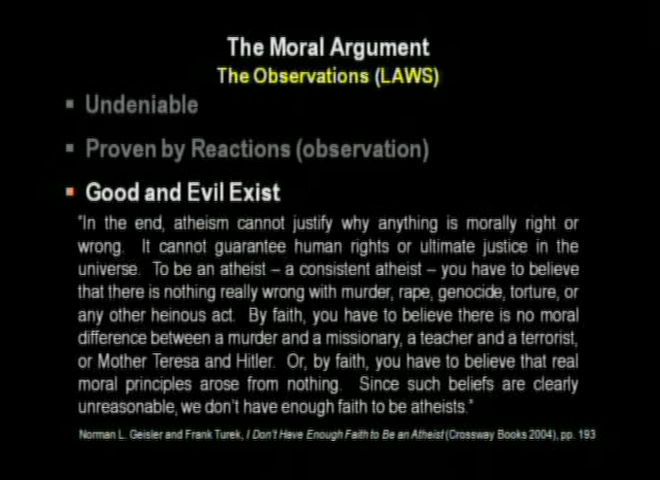 The Moral Argument
The Observations (LAWS)
▪ Undeniable
▪ Proven by Reactions (observation)
▪ Good and Evil Exist
"In the end, atheism cannot justify why anything is morally right or
wrong. It cannot guarantee human rights or ultimate justice in the
universe. To be an atheist – a consistent atheist – you have to believe
that there is nothing really wrong with murder, rape, genocide, torture, or
any other heinous act. By faith, you have to believe there is no moral
difference between a murder and a missionary, a teacher and a terrorist,
or Mother Teresa and Hitler. Or, by faith, you have to believe that real
moral principles arose from nothing. Since such beliefs are clearly
unreasonable, we don't have enough faith to be atheists."
Norman L. Geisler and Frank Turek, I Don't Have Enough Faith to Be an Atheist (Crossway Books 2004), pp. 193